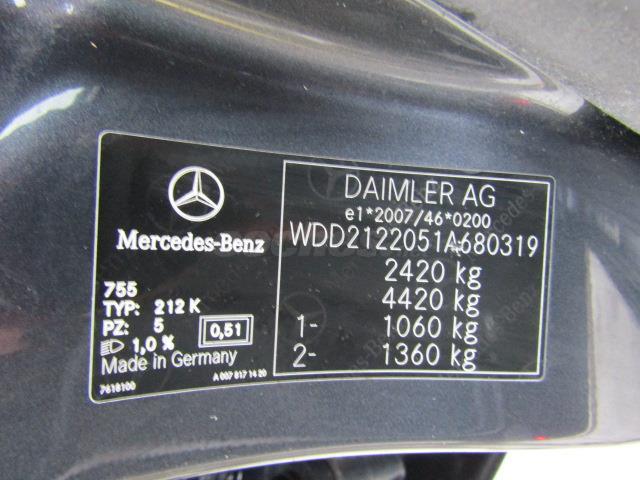 Mercedes-Benz
755
TYP: 212 K
PZ: 5
0,51
1,0 %
Made in Germany
7618100
A 007 817 14 20
DAIMLER AG
e1*2007/46*0200
WDD2122051A680319
2420 kg
4420 kg
1- 1060 kg
2- 1360 kg